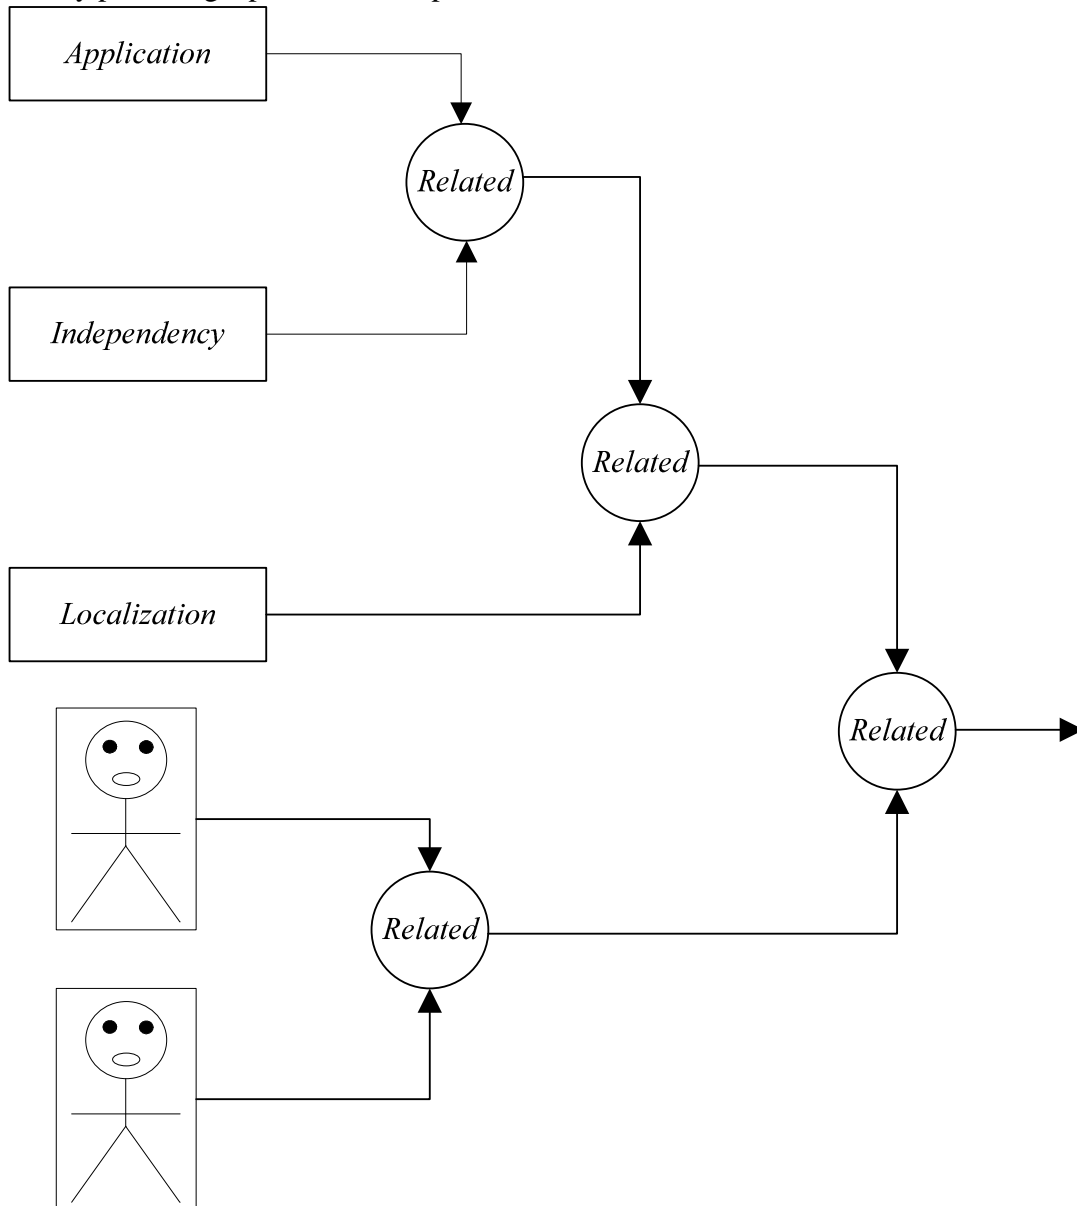 Application
Related
Independency
Related
Localization
Related
Related